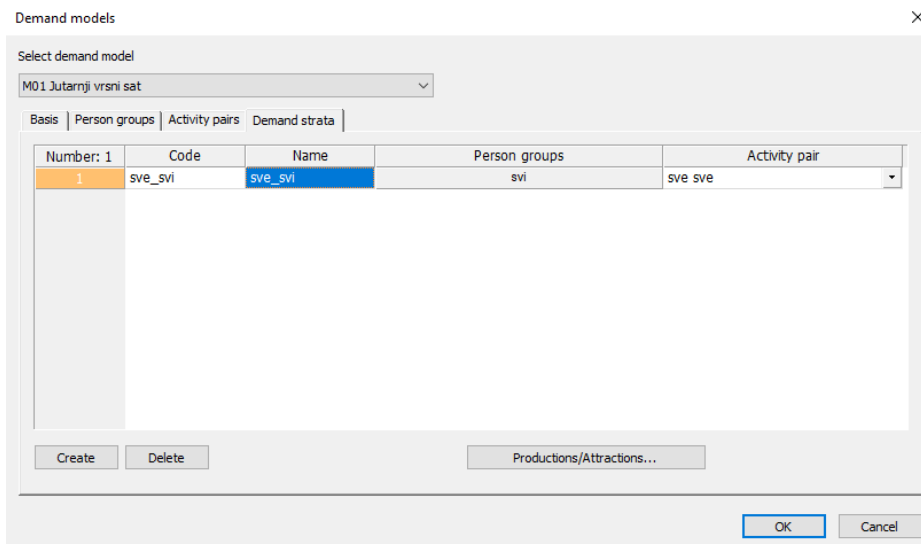 Demand models
Select demand model
M01 Jutarnji vrsni sat
Basis Person groups Activity pairs Demand strata
Number: 1 Code Name Person groups Activity pair
1 sve_svi sve_svi svi sve sve
Create Delete Productions/Attractions...
OK Cancel